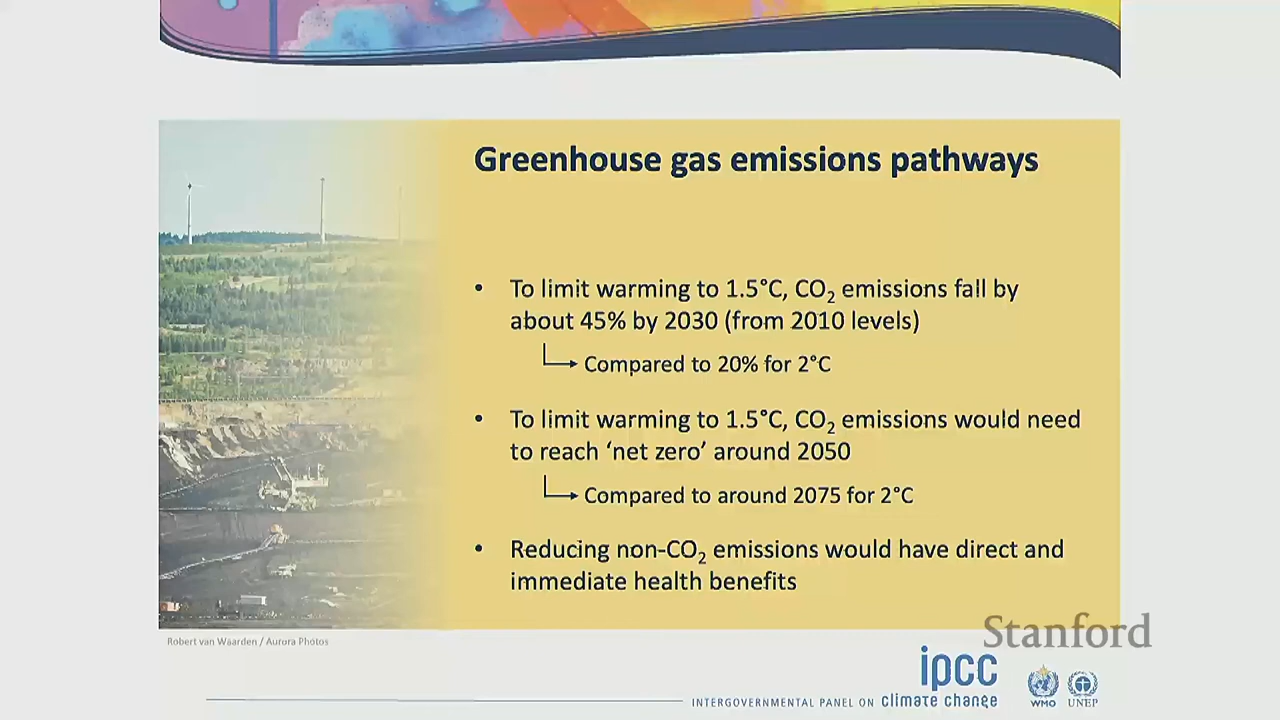 Greenhouse gas emissions pathways
• To limit warming to 1.5°C, CO₂ emissions fall by
about 45% by 2030 (from 2010 levels)
Compared to 20% for 2°C
• To limit warming to 1.5°C, CO₂ emissions would need
to reach ‘net zero’ around 2050
Compared to around 2075 for 2°C
• Reducing non-CO₂ emissions would have direct and
immediate health benefits
Robert van Waarden / Aurora Photos
Stanford
ipcc
INTERGOVERNMENTAL PANEL ON climate change
WMO UNEP